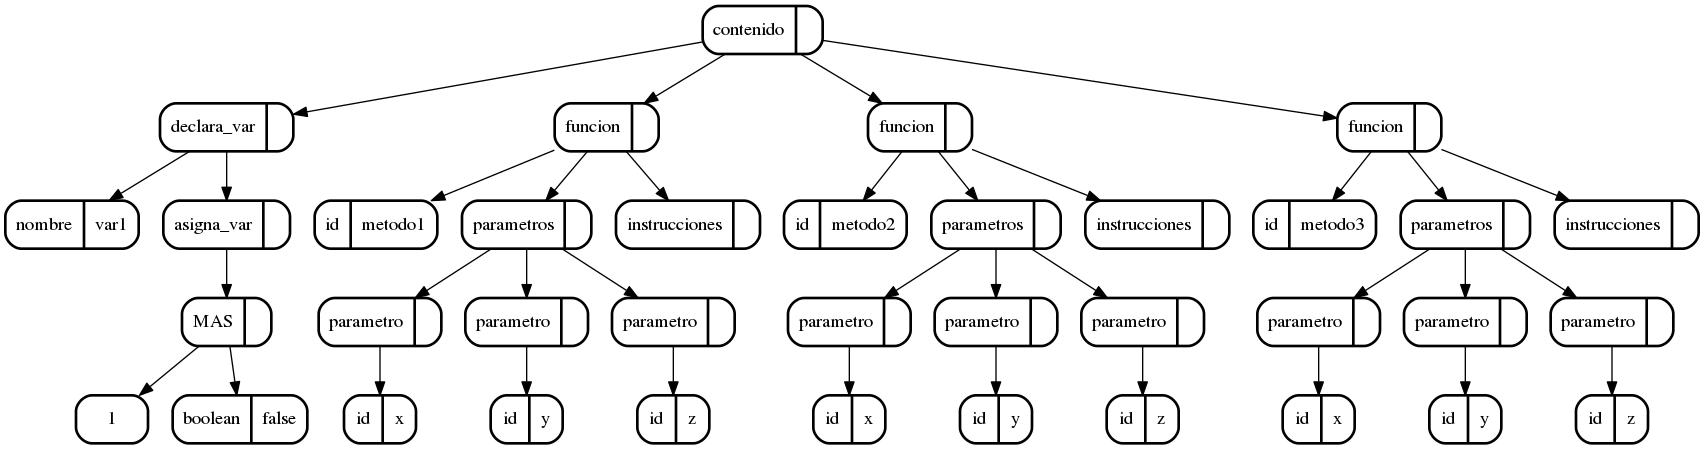 contenido
declara_var funcion funcion funcion
nombre var1 asigna_var id metodo1 parametros instrucciones id metodo2 parametros instrucciones id metodo3 parametros instrucciones
MAS parametro parametro parametro parametro parametro parametro parametro parametro parametro
1 boolean false id x id y id z id x id y id z id x id y id z